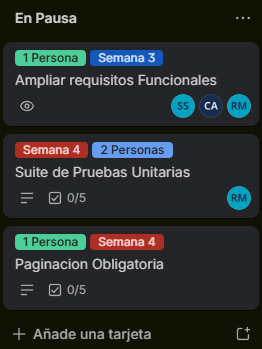 En Pausa
1 Persona Semana 3
Ampliar requisitos Funcionales
SS CA RM
Semana 4 2 Personas
Suite de Pruebas Unitarias
0/5 RM
1 Persona Semana 4
Paginacion Obligatoria
0/5
Añade una tarjeta